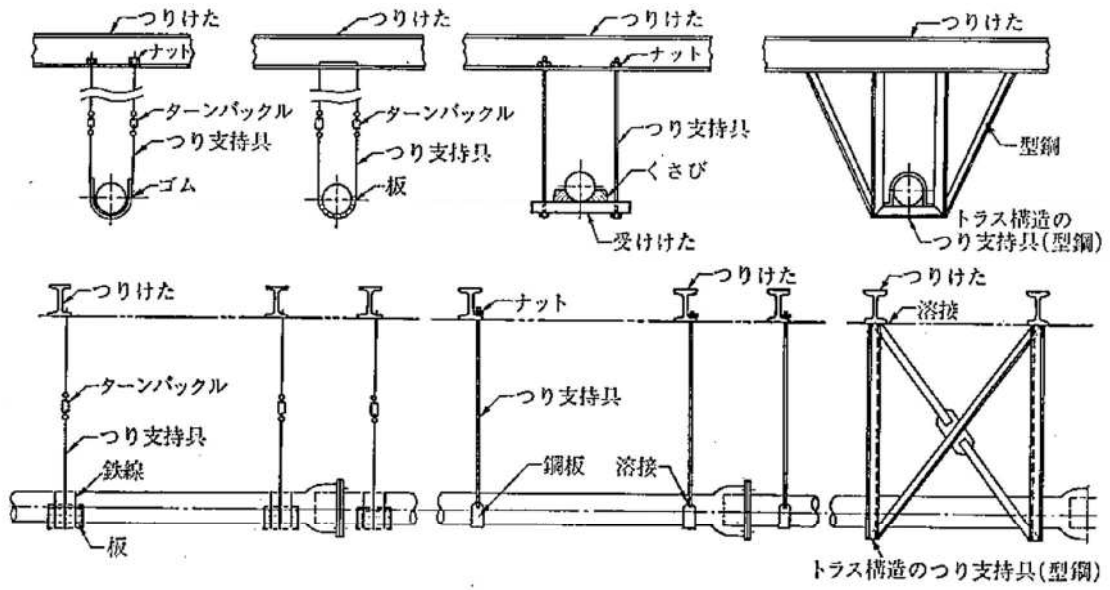 つりけた
ナット
ターンバックル
つり支持具
ゴム
つりけた
ターンバックル
つり支持具
板
つりけた
ナット
つり支持具
くさび
受けけた
つりけた
型鋼
トラス構造の
つり支持具(型鋼)
つりけた
ターンバックル
つり支持具
鉄線
板
つりけた
ナット
つり支持具
鋼板
溶接
つりけた
溶接
トラス構造のつり支持具(型鋼)